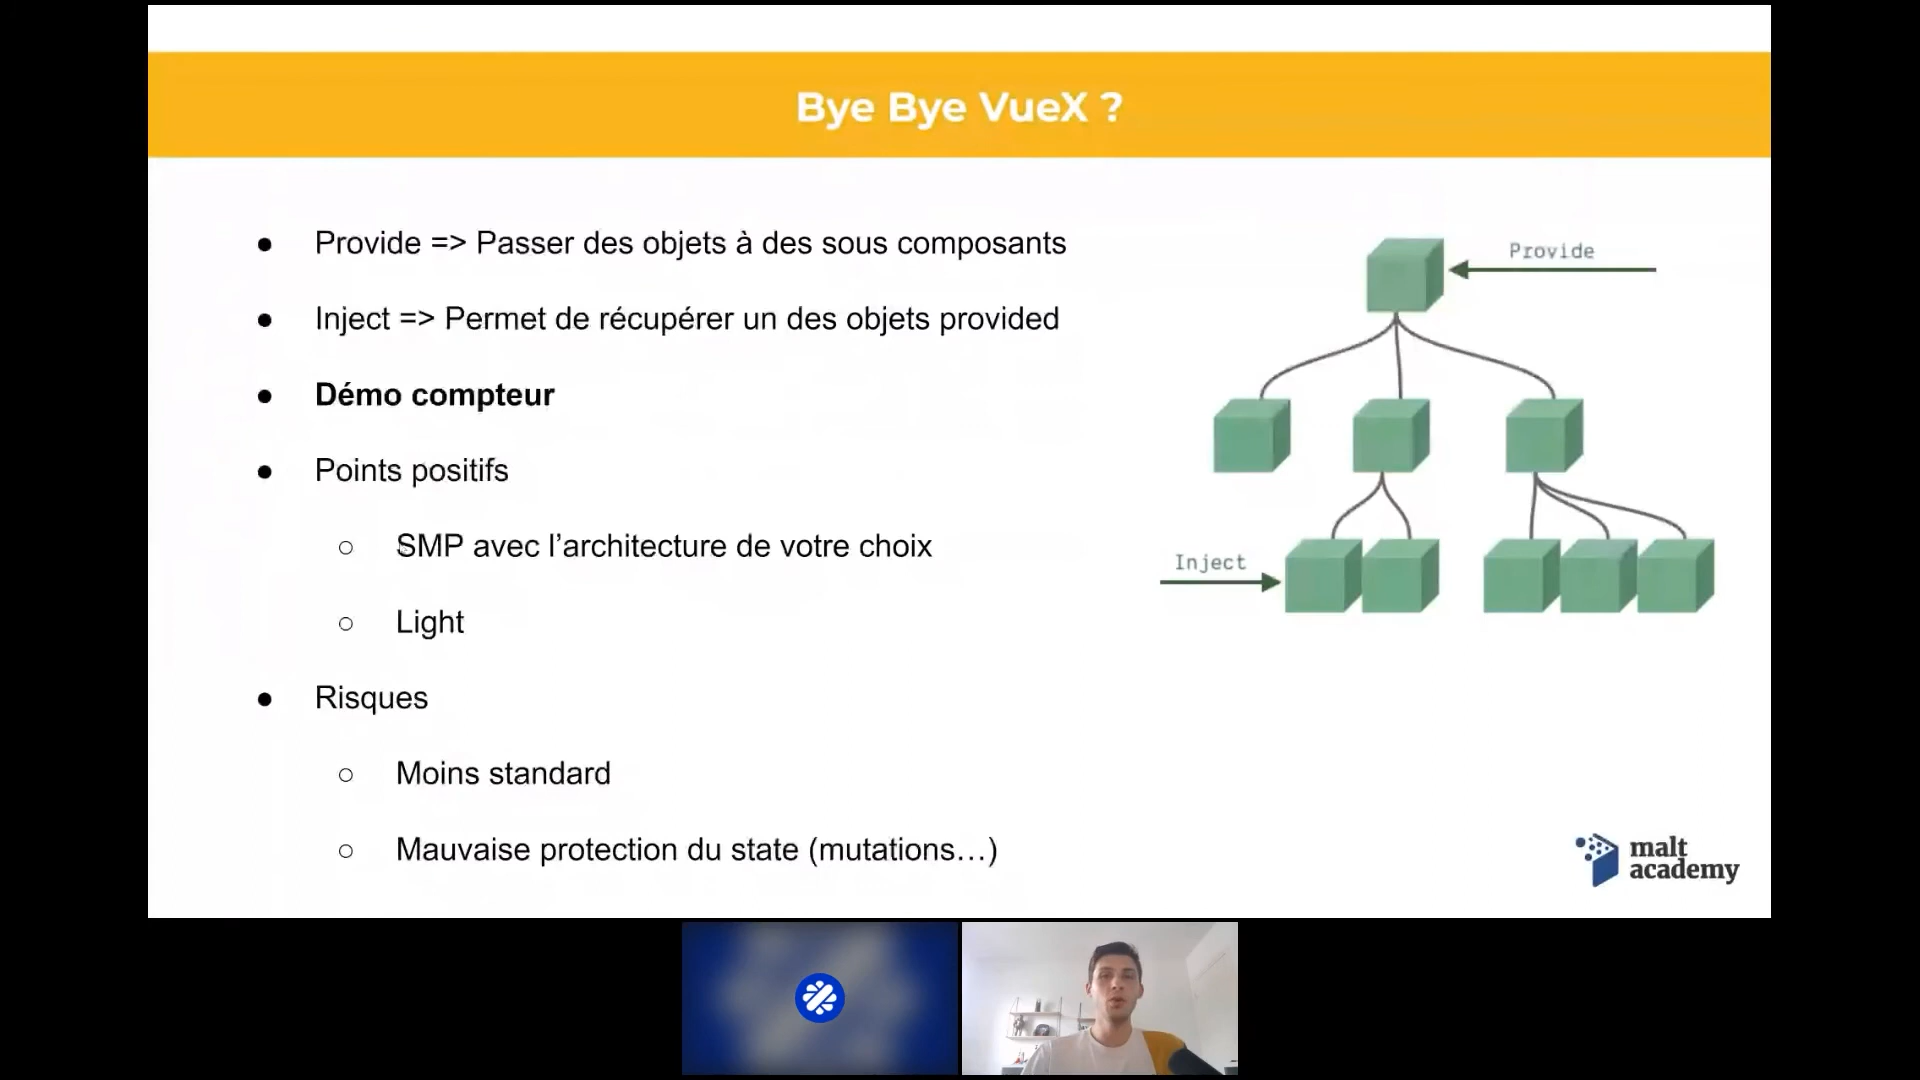 Bye Bye VueX ?
● Provide => Passer des objets à des sous composants
● Inject => Permet de récupérer un des objets provided
● Démo compteur
● Points positifs
○ SMP avec l’architecture de votre choix
○ Light
● Risques
○ Moins standard
○ Mauvaise protection du state (mutations…)
Provide
Inject
malt
academy